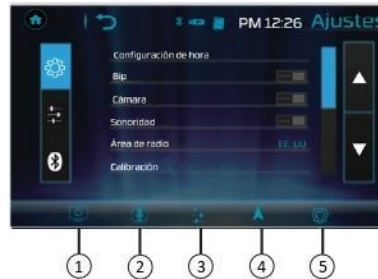 PM 12:26 Ajustes
Configuración de hora
Bip
Cámara
Sonoridad
Área de radio EE, UU
Calibración
1 2 3 4 5